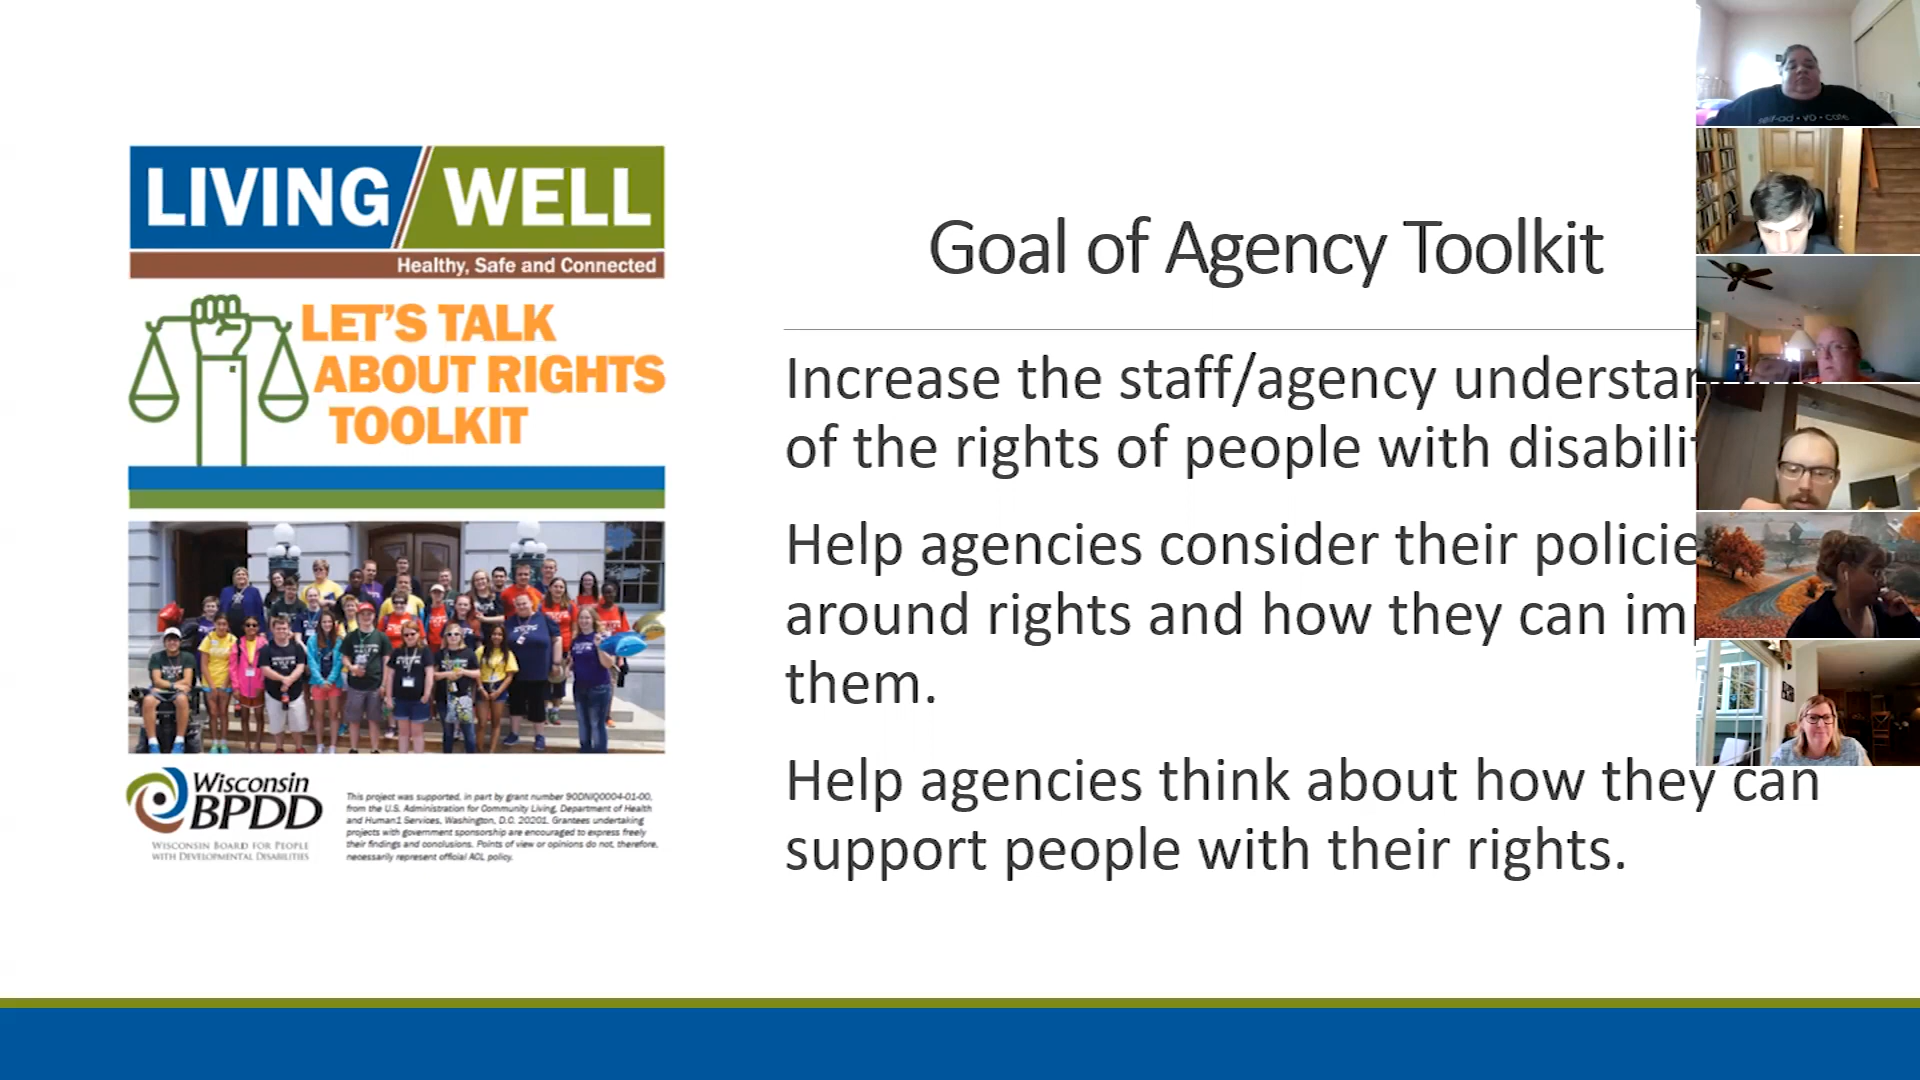 LIVING/WELL
Healthy, Safe and Connected
LET'S TALK
ABOUT RIGHTS
TOOLKIT
Wisconsin
BPDD
WISCONSIN BOARD FOR PEOPLE
WITH DEVELOPMENTAL DISABILITIES
This project was supported, in part by grant number 90DNIQ0004-01-00,
from the U.S. Administration for Community Living, Department of Health
and Human1 Services, Washington, D.C. 20201. Grantees undertaking
projects with government sponsorship are encouraged to express freely
their findings and conclusions. Points of view or opinions do not, therefore,
necessarily represent official ACL policy.
Goal of Agency Toolkit
Increase the staff/agency
of the rights of people with
Help agencies consider their
around rights and how they can
them.
Help agencies think about how they can
support people with their rights.
self-ad • vo • cate